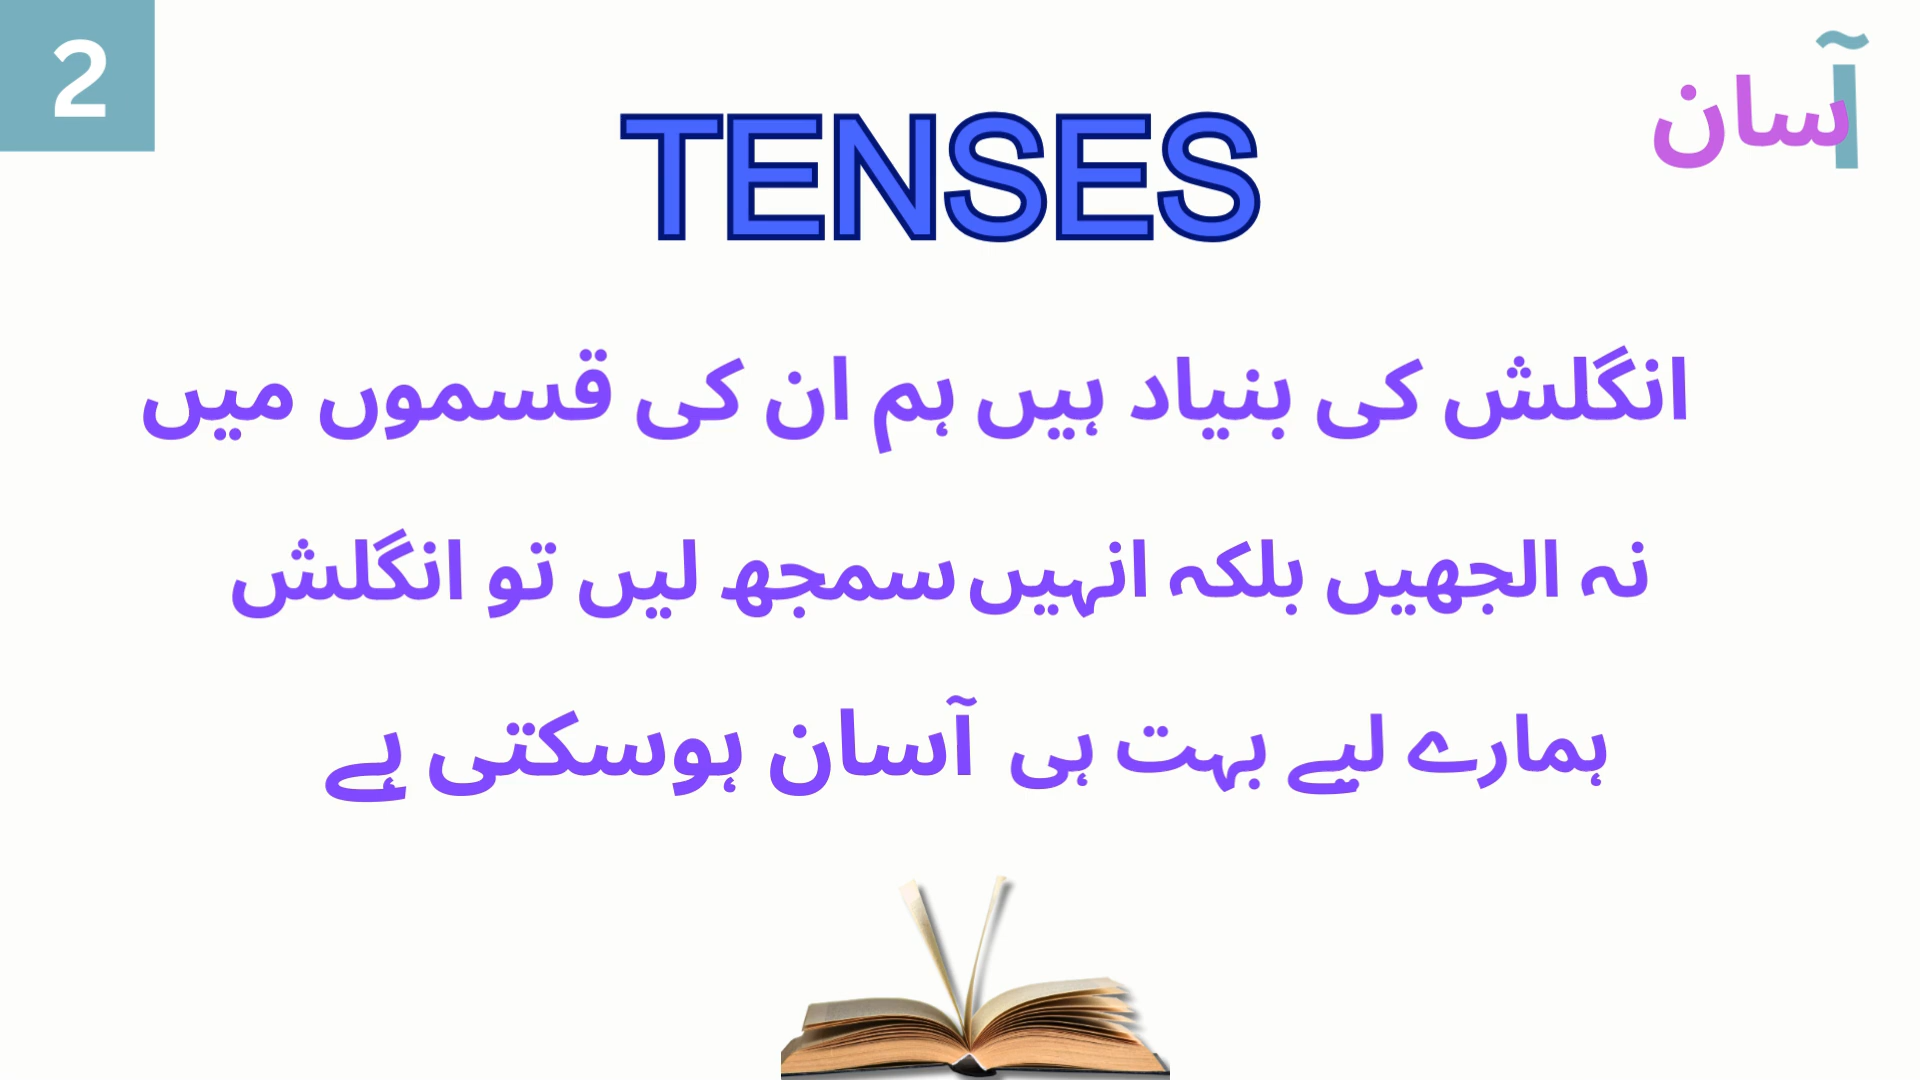 2
آسان
TENSES
انگلش کی بنیاد ہیں ہم ان کی قسموں میں
نہ الجھیں بلکہ انہیں سمجھ لیں تو انگلش
ہمارے لیے بہت ہی آسان ہوسکتی ہے